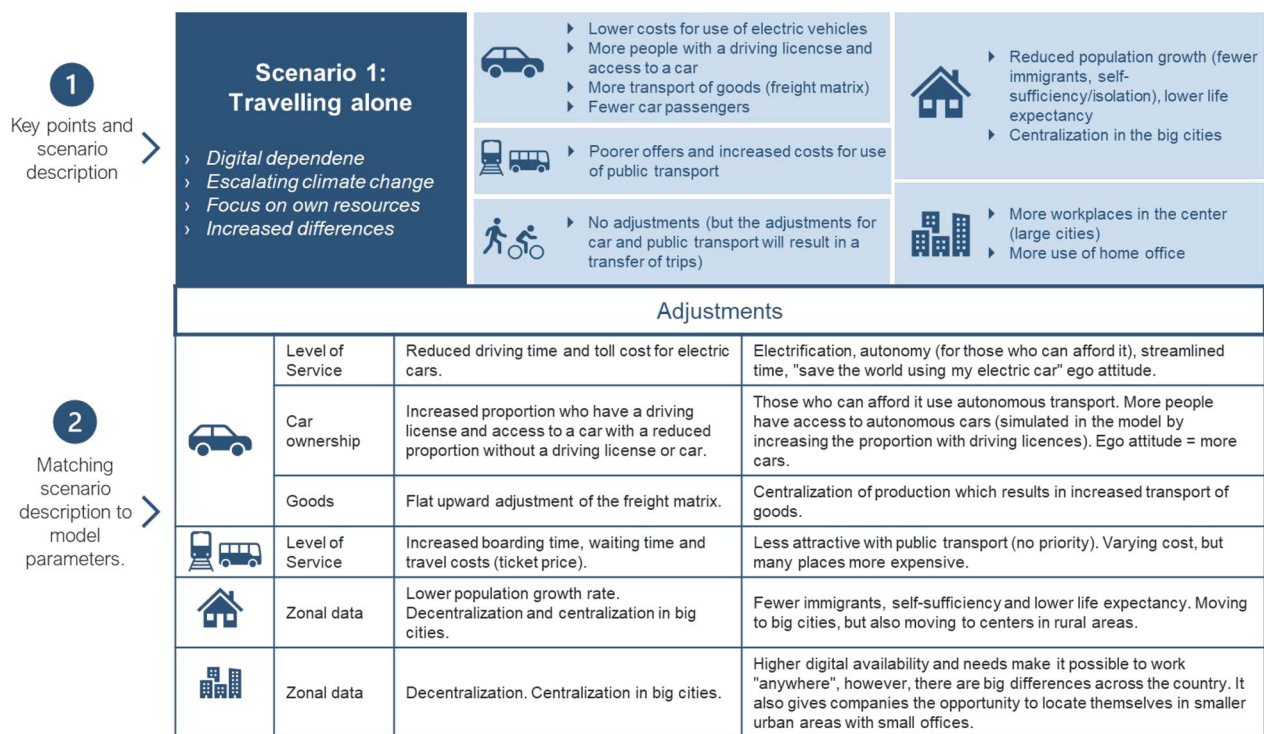 1
Key points and
scenario
description
Scenario 1:
Travelling alone
› Digital dependene
› Escalating climate change
› Focus on own resources
› Increased differences
Lower costs for use of electric vehicles
More people with a driving licencse and
access to a car
More transport of goods (freight matrix)
Fewer car passengers
Poorer offers and increased costs for use
of public transport
No adjustments (but the adjustments for
car and public transport will result in a
transfer of trips)
Reduced population growth (fewer
immigrants, self-
sufficiency/isolation), lower life
expectancy
Centralization in the big cities
More workplaces in the center
(large cities)
More use of home office
2
Matching
scenario
description to
model
parameters.
Adjustments
Level of
Service
Reduced driving time and toll cost for electric
cars.
Electrification, autonomy (for those who can afford it), streamlined
time, "save the world using my electric car" ego attitude.
Car
ownership
Increased proportion who have a driving
license and access to a car with a reduced
proportion without a driving license or car.
Those who can afford it use autonomous transport. More people
have access to autonomous cars (simulated in the model by
increasing the proportion with driving licences). Ego attitude = more
cars.
Goods
Flat upward adjustment of the freight matrix.
Centralization of production which results in increased transport of
goods.
Level of
Service
Increased boarding time, waiting time and
travel costs (ticket price).
Less attractive with public transport (no priority). Varying cost, but
many places more expensive.
Zonal data
Lower population growth rate.
Decentralization and centralization in big
cities.
Fewer immigrants, self-sufficiency and lower life expectancy. Moving
to big cities, but also moving to centers in rural areas.
Zonal data
Decentralization. Centralization in big cities.
Higher digital availability and needs make it possible to work
"anywhere", however, there are big differences across the country. It
also gives companies the opportunity to locate themselves in smaller
urban areas with small offices.